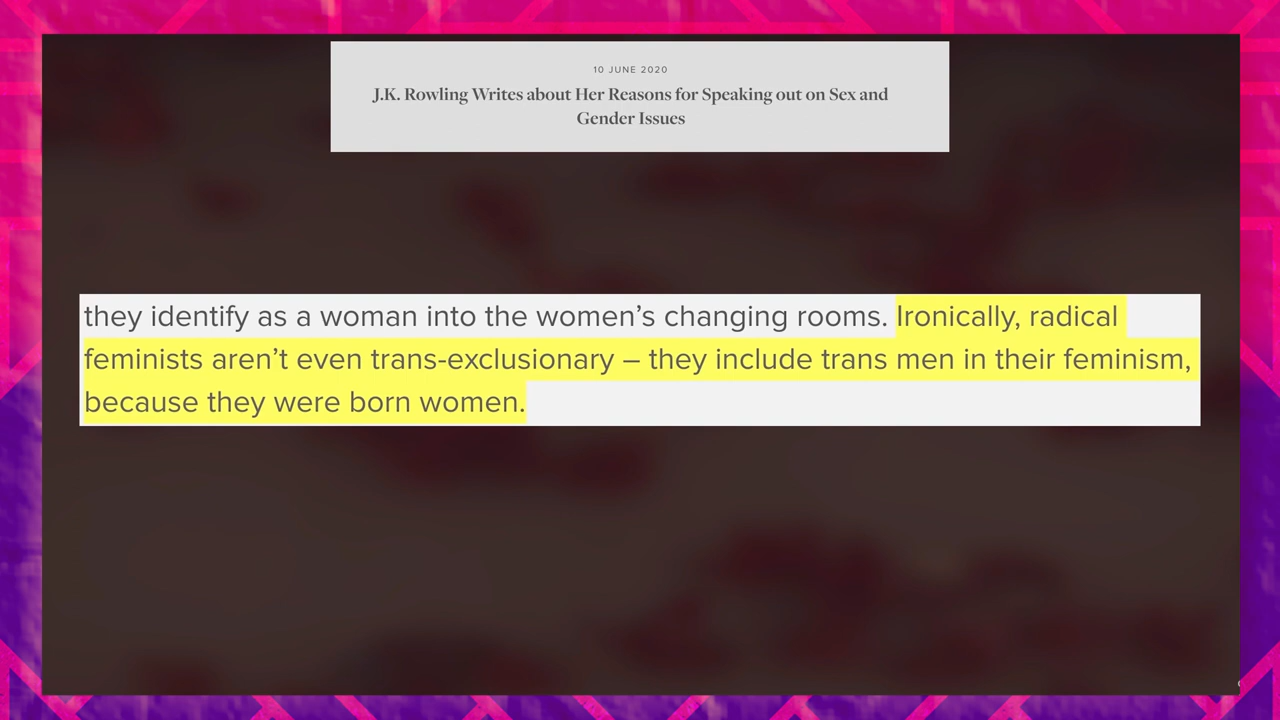 10 JUNE 2020
J.K. Rowling Writes about Her Reasons for Speaking out on Sex and
Gender Issues
they identify as a woman into the women’s changing rooms. Ironically, radical
feminists aren’t even trans-exclusionary – they include trans men in their feminism,
because they were born women.